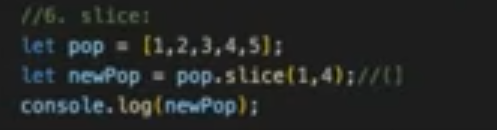 //6. slice:
let pop = [1,2,3,4,5];
let newPop = pop.slice(1,4);//[]
console.log(newPop);